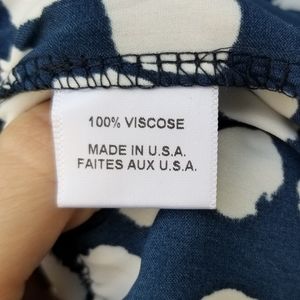 100% VISCOSE
MADE IN U.S.A.
FAITES AUX U.S.A.